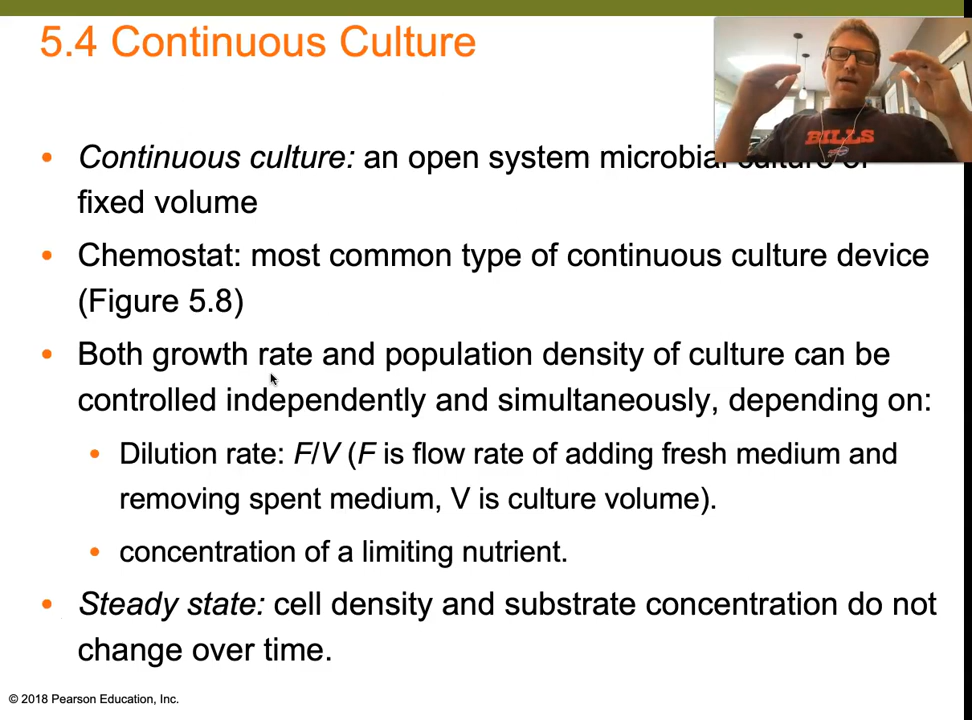 5.4 Continuous Culture
BILLS
• Continuous culture: an open system microbial culture of
fixed volume
• Chemostat: most common type of continuous culture device
(Figure 5.8)
• Both growth rate and population density of culture can be
controlled independently and simultaneously, depending on:
• Dilution rate: F/V (F is flow rate of adding fresh medium and
removing spent medium, V is culture volume).
• concentration of a limiting nutrient.
• Steady state: cell density and substrate concentration do not
change over time.
© 2018 Pearson Education, Inc.